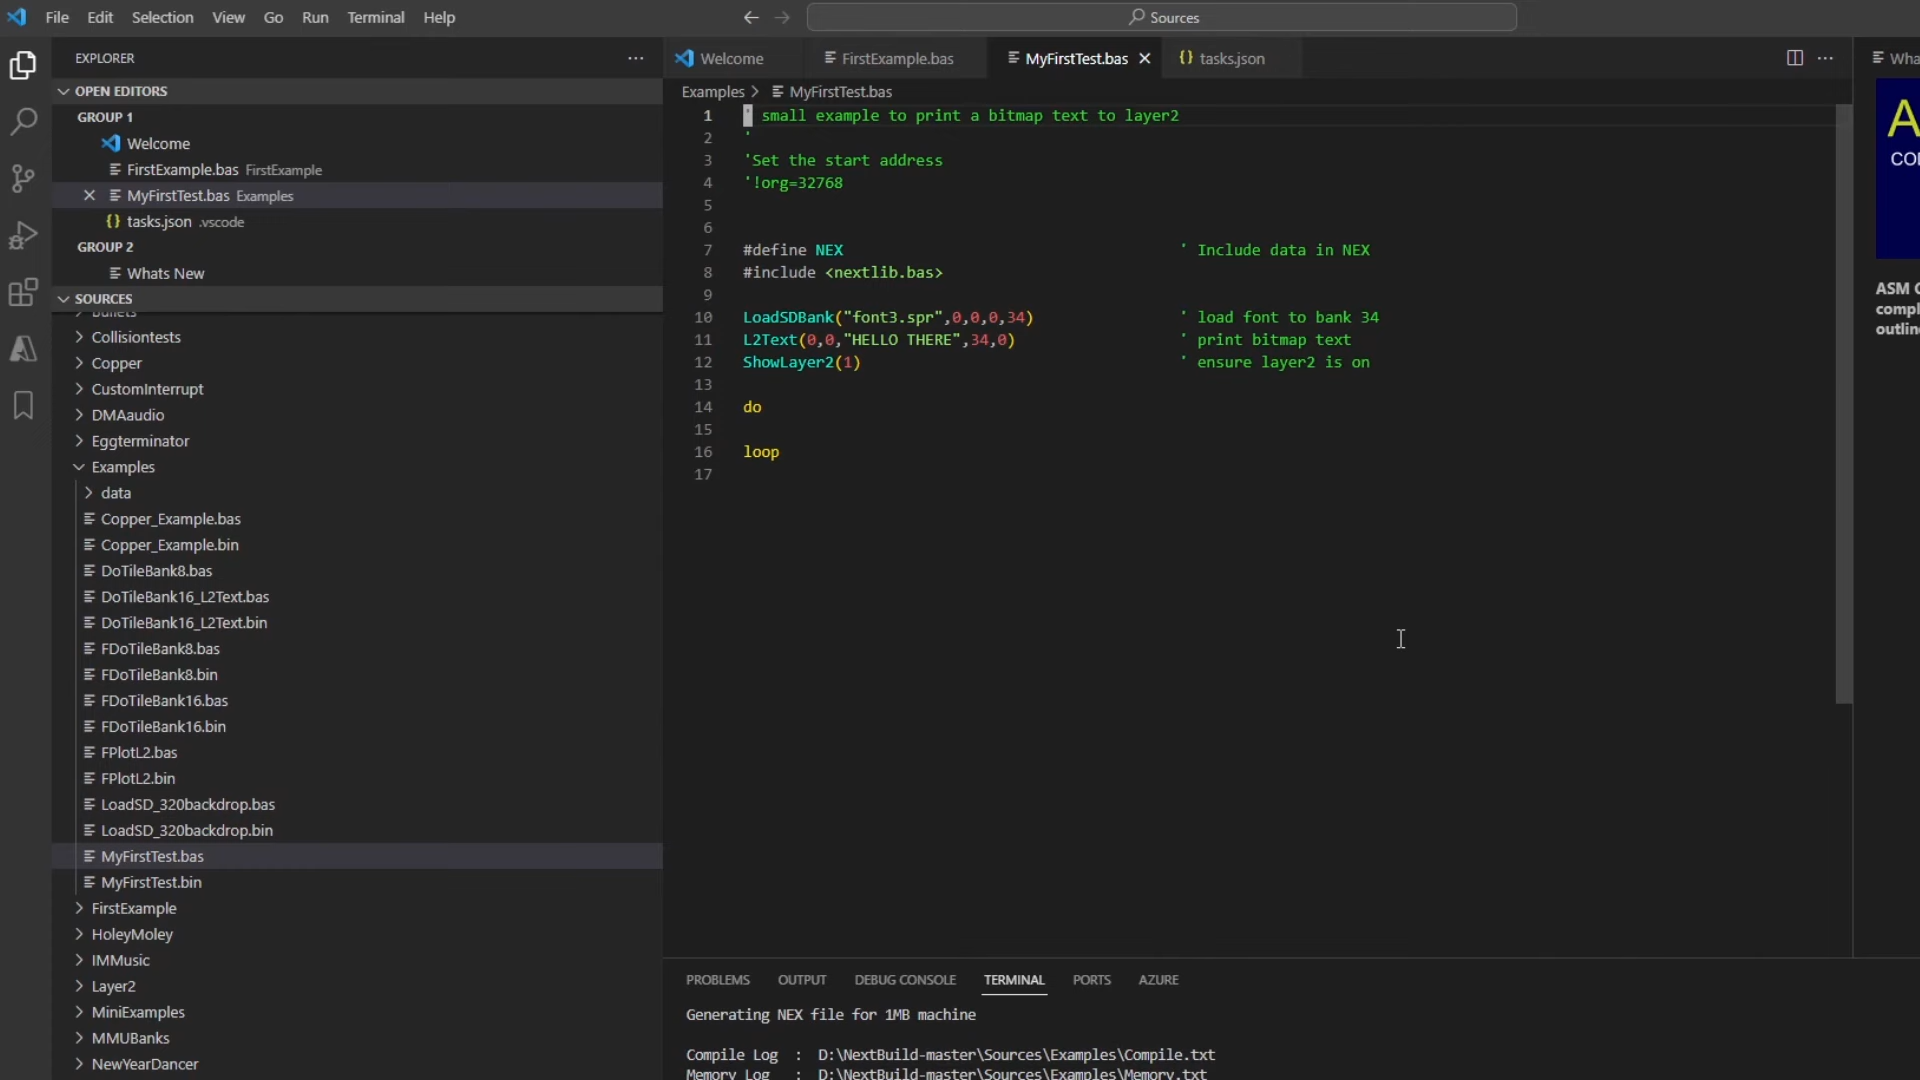 File Edit Selection View Go Run Terminal Help
Sources
EXPLORER
OPEN EDITORS
GROUP 1
Welcome
FirstExample.bas FirstExample
MyFirstTest.bas Examples
{} tasks.json .vscode
GROUP 2
Whats New
SOURCES
Bullets
Collisiontests
Copper
CustomInterrupt
DMAaudio
Eggterminator
Examples
data
Copper_Example.bas
Copper_Example.bin
DoTileBank8.bas
DoTileBank16_L2Text.bas
DoTileBank16_L2Text.bin
FDoTileBank8.bas
FDoTileBank8.bin
FDoTileBank16.bas
FDoTileBank16.bin
FPlotL2.bas
FPlotL2.bin
LoadSD_320backdrop.bas
LoadSD_320backdrop.bin
MyFirstTest.bas
MyFirstTest.bin
FirstExample
HoleyMoley
IMMusic
Layer2
MiniExamples
MMUBanks
NewYearDancer
Welcome FirstExample.bas MyFirstTest.bas {} tasks.json
Examples > MyFirstTest.bas
1 ' small example to print a bitmap text to layer2
2 '
3 'Set the start address
4 '!org=32768
5
6
7 #define NEX ' Include data in NEX
8 #include <nextlib.bas>
9
10 LoadSDBank("font3.spr",0,0,0,34) ' load font to bank 34
11 L2Text(0,0,"HELLO THERE",34,0) ' print bitmap text
12 ShowLayer2(1) ' ensure layer2 is on
13
14 do
15
16 loop
17
PROBLEMS OUTPUT DEBUG CONSOLE TERMINAL PORTS AZURE
Generating NEX file for 1MB machine
Compile Log : D:\NextBuild-master\Sources\Examples\Compile.txt
Memory Log : D:\NextBuild-master\Sources\Examples\Memory.txt
Wha
A
COI
ASM C
compl
outlin